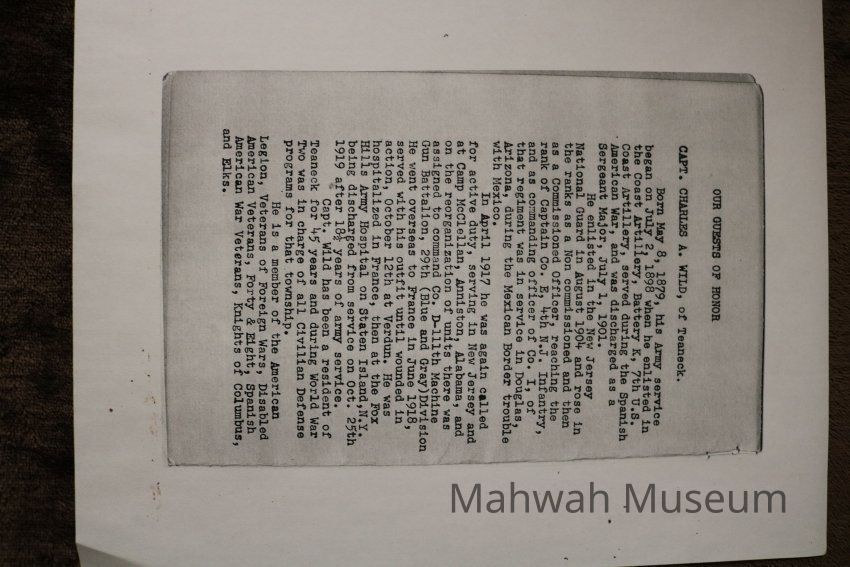 OUR GUESTS OF HONOR
CAPT. CHARLES A. WILD, of Teaneck.
Born May 8, 1879, his Army service
began on July 2, 1898 when he enlisted in
the Coast Artillery, Battery K, 7th U.S.
Coast Artillery, served during the Spanish
American War, and was discharged as a
Sergeant Major July 1, 1901.
He enlisted in the New Jersey
National Guard in August 1904 and rose in
the ranks as a Non commissioned and then
as a Commissioned Officer, reaching the
rank of Captain Co. E, 4th N.J. Infantry,
and as Commanding officer of Co. I, of
that regiment was in service in Douglas,
Arizona, during the Mexican Border trouble
with Mexico.
In April 1917 he was again called
for active duty, serving in New Jersey and
at Camp McClellan, Anniston, Alabama, and
on the reorganization of units there was
assigned to command Co. D-111th Machine
Gun Battalion, 29th (Blue and Gray)Division
He went overseas to France in June 1918,
served with his outfit until wounded in
action, October 12th at Verdun. He was
hospitalized in France, then at the Fox
Hills Army Hospital on Staten Island,N.Y.
being discharged from service on Oct. 25th
1919 after 18½ years of army service.
Capt. Wild has been a resident of
Teaneck for 45 years and during World War
Two was in charge of all Civilian Defense
programs for that township.
He is a member of the American
Legion, Veterans of Foreign Wars, Disabled
American Veterans, Forty & Eight, Spanish
American War Veterans, Knights of Columbus,
and Elks.
Mahwah Museum